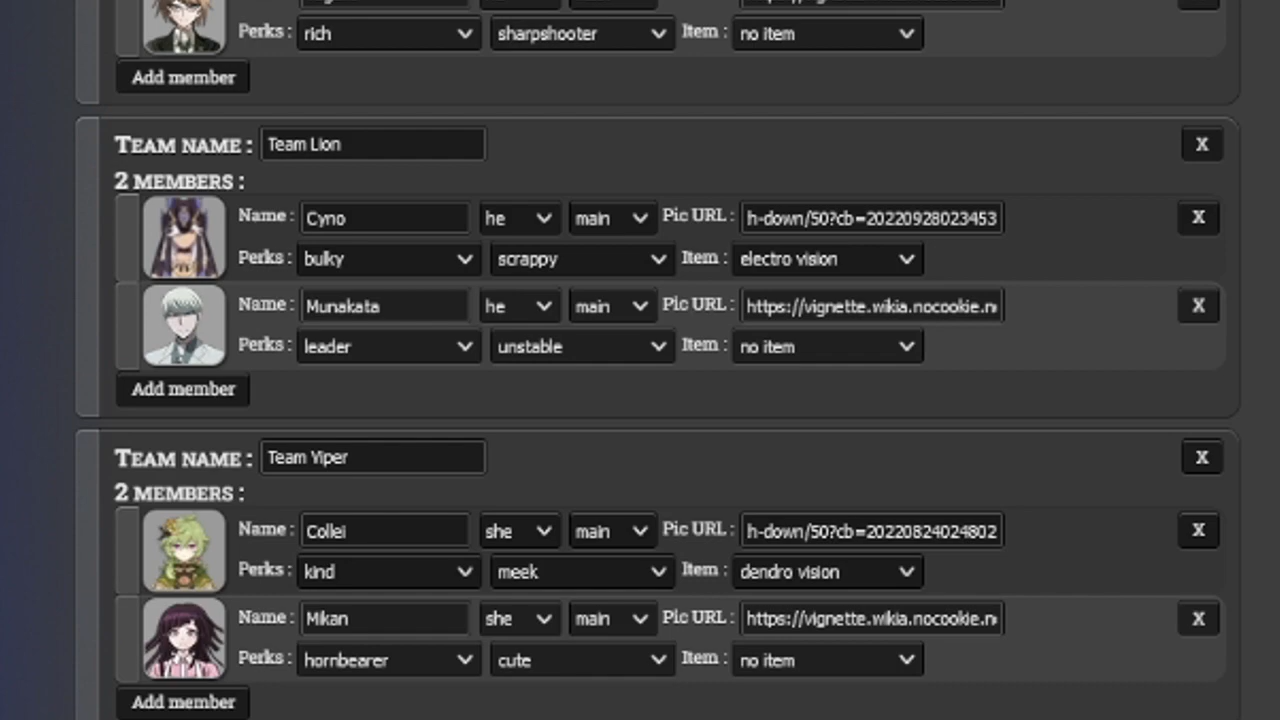 Perks : rich sharpshooter Item : no item
Add member
TEAM NAME : Team Lion X
2 MEMBERS :
Name : Cyno he main Pic URL : h-down/50?cb=20220928023453 X
Perks : bulky scrappy Item : electro vision
Name : Munakata he main Pic URL : https://vignette.wikia.nocookie.n X
Perks : leader unstable Item : no item
Add member
TEAM NAME : Team Viper X
2 MEMBERS :
Name : Collei she main Pic URL : h-down/50?cb=20220824024802 X
Perks : kind meek Item : dendro vision
Name : Mikan she main Pic URL : https://vignette.wikia.nocookie.n X
Perks : hornbearer cute Item : no item
Add member